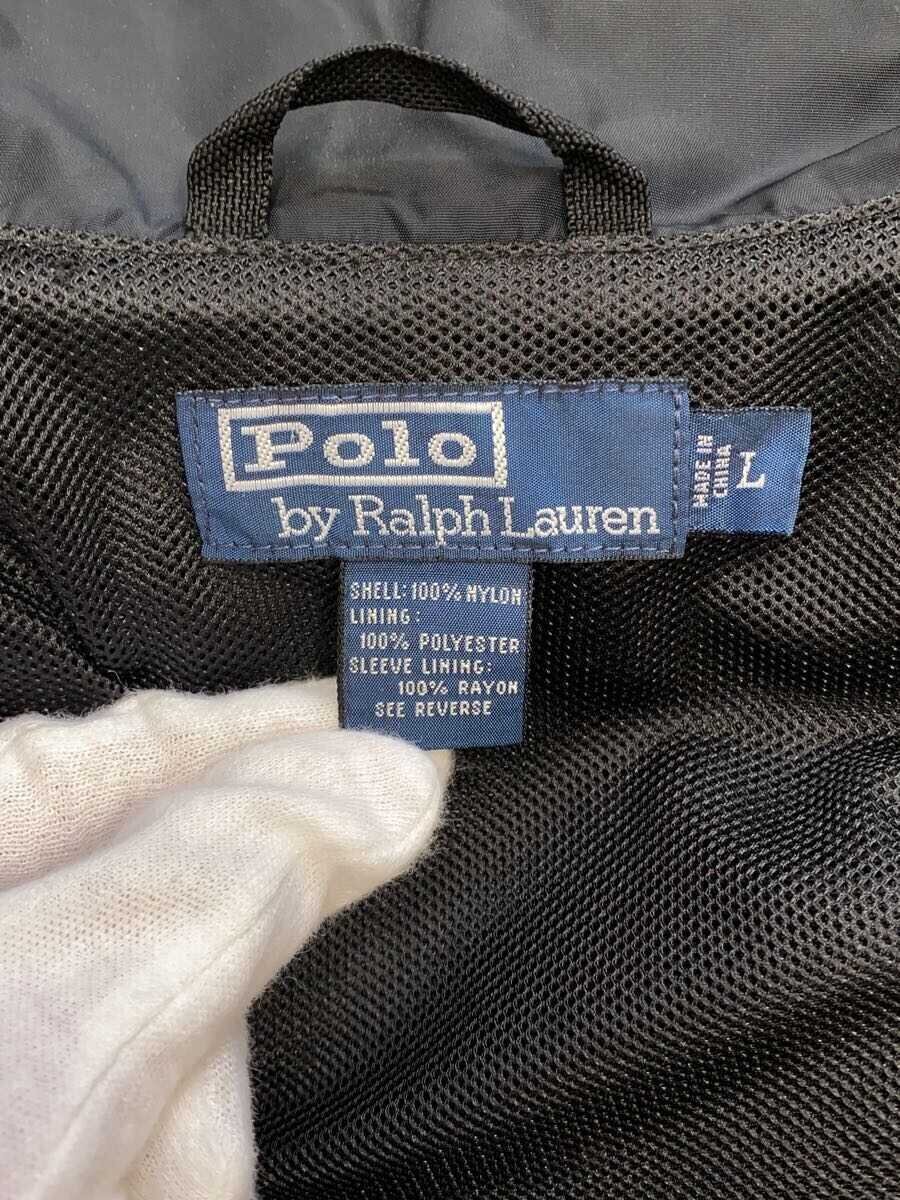 Polo
by Ralph Lauren
MADE IN
CHINA
L
SHELL: 100% NYLON
LINING:
100% POLYESTER
SLEEVE LINING:
100% RAYON
SEE REVERSE